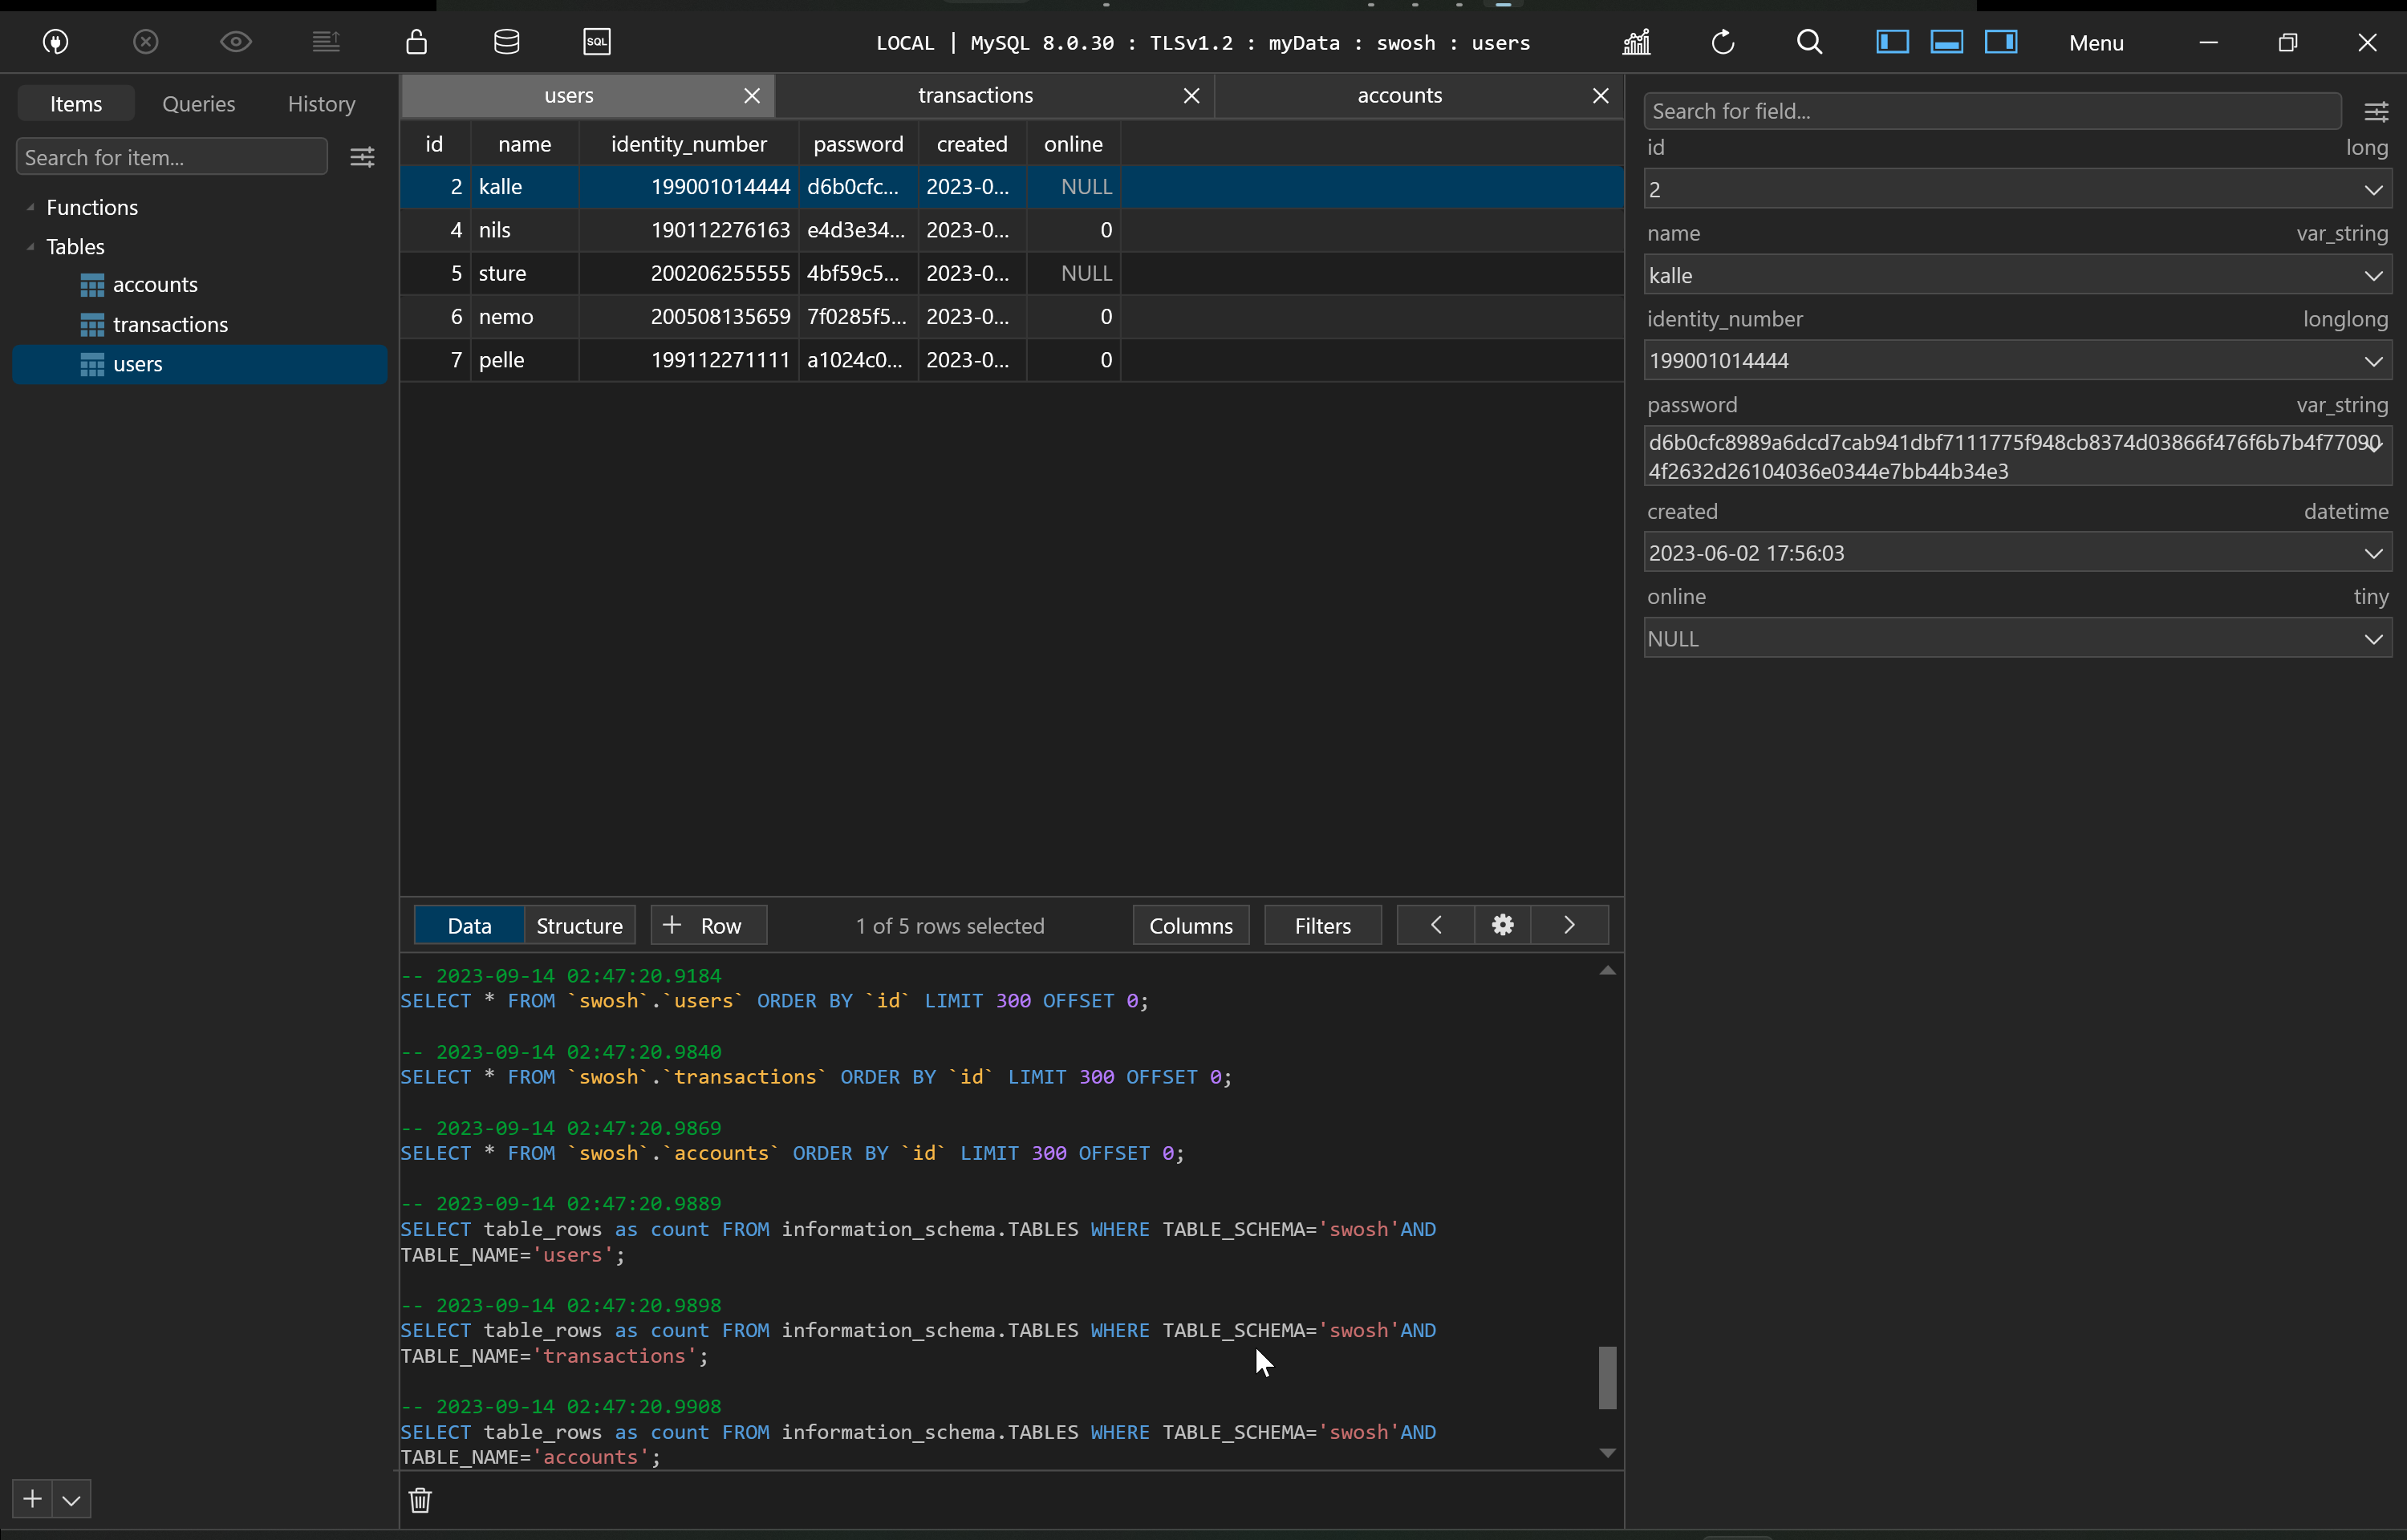 SQL
LOCAL | MySQL 8.0.30 : TLSv1.2 : myData : swosh : users
Menu
Items Queries History
Search for item...
Functions
Tables
accounts
transactions
users
users transactions accounts
id name identity_number password created online
2 kalle 199001014444 d6b0cfc... 2023-0... NULL
4 nils 190112276163 e4d3e34... 2023-0... 0
5 sture 200206255555 4bf59c5... 2023-0... NULL
6 nemo 200508135659 7f0285f5... 2023-0... 0
7 pelle 199112271111 a1024c0... 2023-0... 0
Data Structure + Row 1 of 5 rows selected Columns Filters
-- 2023-09-14 02:47:20.9184
SELECT * FROM `swosh`.`users` ORDER BY `id` LIMIT 300 OFFSET 0;
-- 2023-09-14 02:47:20.9840
SELECT * FROM `swosh`.`transactions` ORDER BY `id` LIMIT 300 OFFSET 0;
-- 2023-09-14 02:47:20.9869
SELECT * FROM `swosh`.`accounts` ORDER BY `id` LIMIT 300 OFFSET 0;
-- 2023-09-14 02:47:20.9889
SELECT table_rows as count FROM information_schema.TABLES WHERE TABLE_SCHEMA='swosh'AND
TABLE_NAME='users';
-- 2023-09-14 02:47:20.9898
SELECT table_rows as count FROM information_schema.TABLES WHERE TABLE_SCHEMA='swosh'AND
TABLE_NAME='transactions';
-- 2023-09-14 02:47:20.9908
SELECT table_rows as count FROM information_schema.TABLES WHERE TABLE_SCHEMA='swosh'AND
TABLE_NAME='accounts';
Search for field...
id long
2
name var_string
kalle
identity_number longlong
199001014444
password var_string
d6b0cfc8989a6dcd7cab941dbf7111775f948cb8374d03866f476f6b7b4f77090
4f2632d26104036e0344e7bb44b34e3
created datetime
2023-06-02 17:56:03
online tiny
NULL